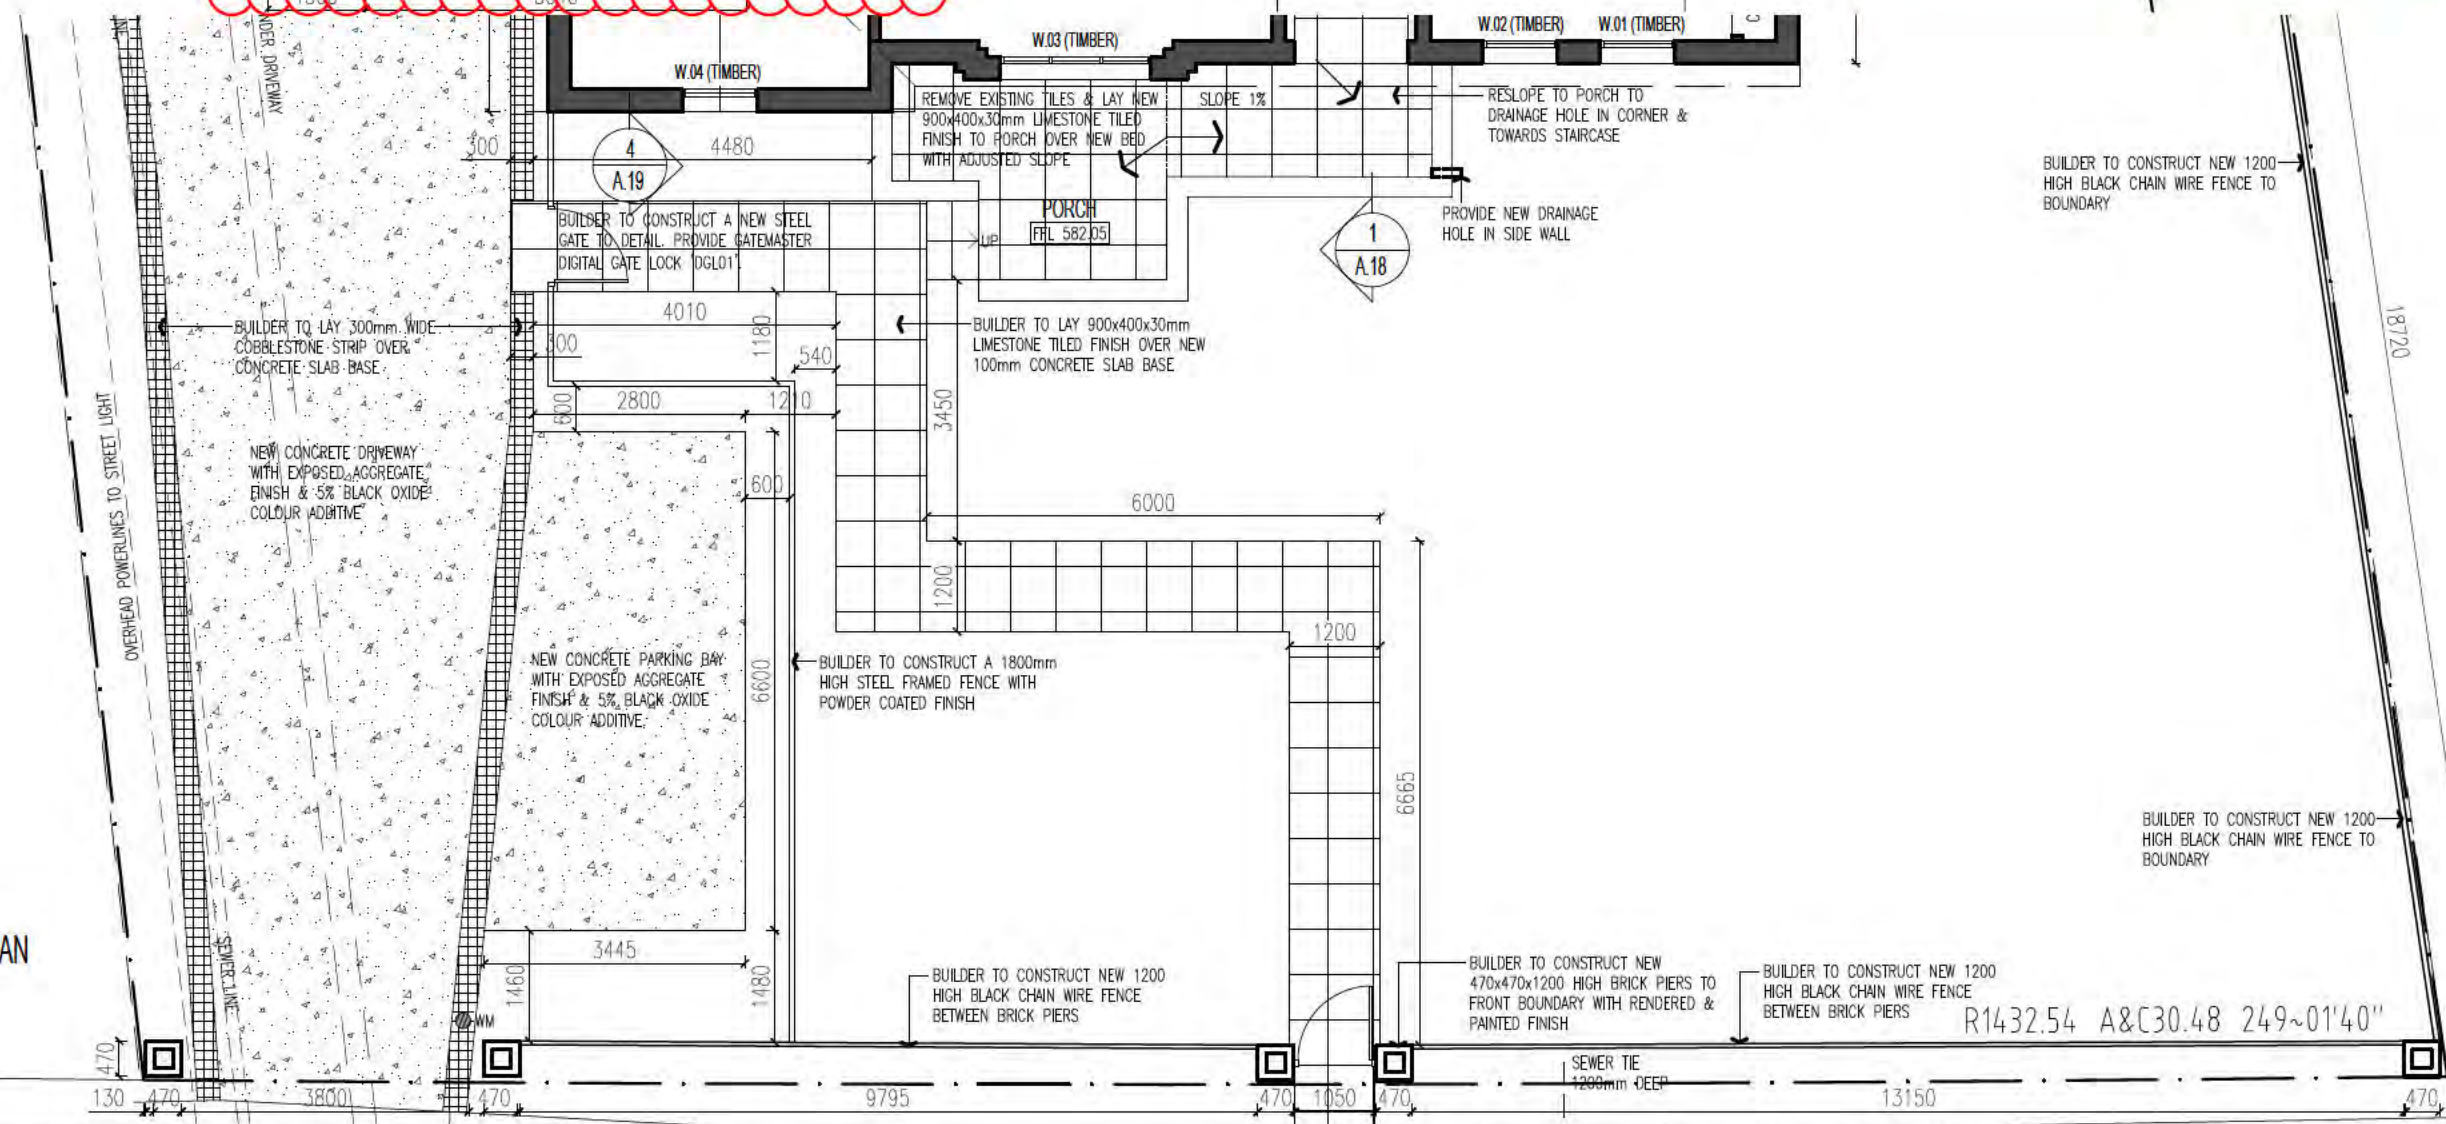 UNDER DRIVEWAY
W.04 (TIMBER)
W.03 (TIMBER)
W.02 (TIMBER)
W.01 (TIMBER)
REMOVE EXISTING TILES & LAY NEW
900x400x30mm LIMESTONE TILED
FINISH TO PORCH OVER NEW BED
WITH ADJUSTED SLOPE
SLOPE 1%
RESLOPE TO PORCH TO
DRAINAGE HOLE IN CORNER &
TOWARDS STAIRCASE
BUILDER TO CONSTRUCT NEW 1200
HIGH BLACK CHAIN WIRE FENCE TO
BOUNDARY
300
4480
4
A.19
PORCH
FFL 582.05
UP
1
A.18
PROVIDE NEW DRAINAGE
HOLE IN SIDE WALL
BUILDER TO CONSTRUCT A NEW STEEL
GATE TO DETAIL. PROVIDE GATEMASTER
DIGITAL GATE LOCK 'DGL01'.
BUILDER TO LAY 300mm WIDE
COBBLESTONE STRIP OVER
CONCRETE SLAB BASE
300
4010
1180
540
BUILDER TO LAY 900x400x30mm
LIMESTONE TILED FINISH OVER NEW
100mm CONCRETE SLAB BASE
18720
OVERHEAD POWERLINES TO STREET LIGHT
600
2800
1210
3450
NEW CONCRETE DRIVEWAY
WITH EXPOSED AGGREGATE
FINISH & 5% BLACK OXIDE
COLOUR ADDITIVE
600
6000
1200
1200
NEW CONCRETE PARKING BAY
WITH EXPOSED AGGREGATE
FINISH & 5% BLACK OXIDE
COLOUR ADDITIVE
6600
BUILDER TO CONSTRUCT A 1800mm
HIGH STEEL FRAMED FENCE WITH
POWDER COATED FINISH
6665
BUILDER TO CONSTRUCT NEW 1200
HIGH BLACK CHAIN WIRE FENCE TO
BOUNDARY
AN
SEWER LINE
3445
1460
1480
WM
BUILDER TO CONSTRUCT NEW 1200
HIGH BLACK CHAIN WIRE FENCE
BETWEEN BRICK PIERS
BUILDER TO CONSTRUCT NEW
470x470x1200 HIGH BRICK PIERS TO
FRONT BOUNDARY WITH RENDERED &
PAINTED FINISH
BUILDER TO CONSTRUCT NEW 1200
HIGH BLACK CHAIN WIRE FENCE
BETWEEN BRICK PIERS
R1432.54 A&C30.48 249~01'40"
470
SEWER TIE
1200mm DEEP
130
470
3800
470
9795
470
1050
470
13150
470